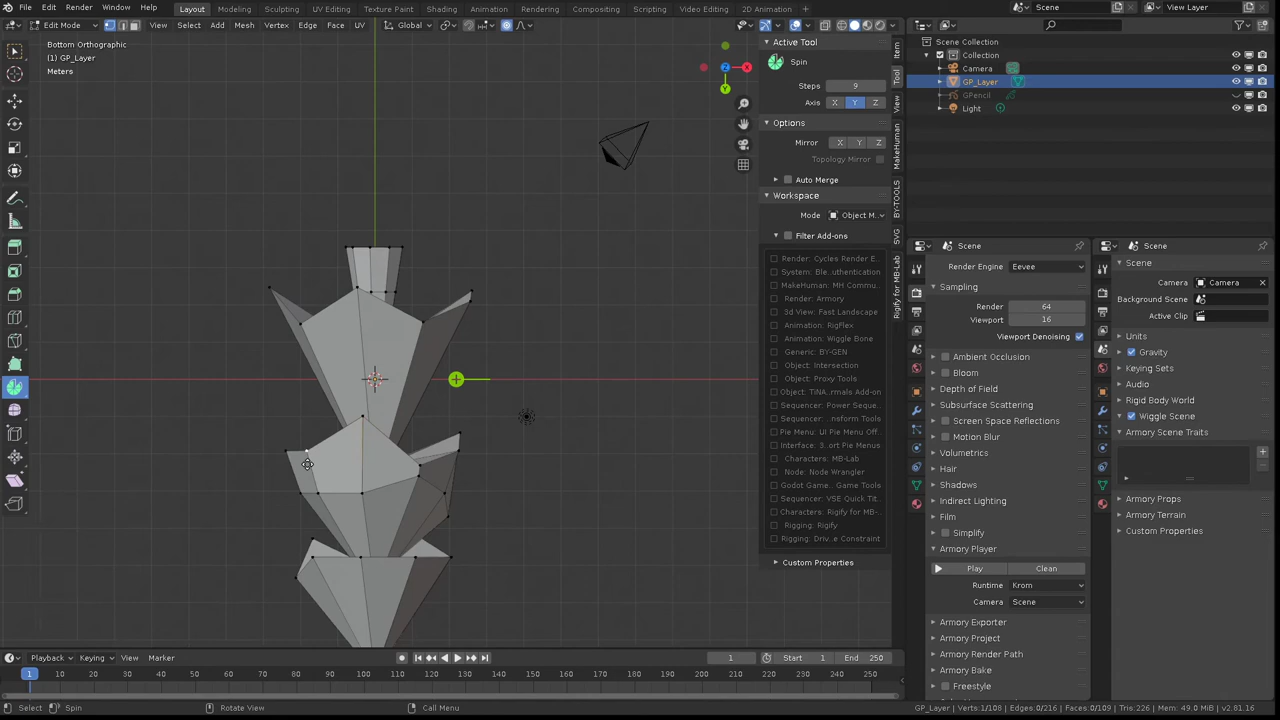 File Edit Render Window Help Layout Modeling Sculpting UV Editing Texture Paint Shading Animation Rendering Compositing Scripting Video Editing 2D Animation Scene View Layer
Edit Mode View Select Add Mesh Vertex Edge Face UV Global
Bottom Orthographic
(1) GP_Layer
Meters
X
Y
Z
Active Tool
Spin
Steps 9
Axis X Y Z
Options
Mirror X Y Z
Topology Mirror
Auto Merge
Workspace
Mode Object M..
Filter Add-ons
Render: Cycles Render E..
System: Ble..uthentication
MakeHuman: MH Commu..
Render: Armory
3d View: Fast Landscape
Animation: RigFlex
Animation: Wiggle Bone
Generic: BY-GEN
Object: Intersection
Object: Proxy Tools
Object: TiNA..rmals Add-on
Sequencer: Power Seque..
Sequencer: ..nsform Tools
Pie Menu: UI Pie Menu Off..
Interface: 3..ort Pie Menus
Characters: MB-Lab
Node: Node Wrangler
Godot Game.. Game Tools
Sequencer: VSE Quick Tit..
Characters: Rigify for MB-..
Rigging: Rigify
Rigging: Driv..e Constraint
Custom Properties
Item
Tool
View
MakeHuman
BY-TOOLS
SVG
Rigify for MB-Lab
Scene Collection
Collection
Camera
GP_Layer
GPencil
Light
Scene
Render Engine Eevee
Sampling
Render 64
Viewport 16
Viewport Denoising
Ambient Occlusion
Bloom
Depth of Field
Subsurface Scattering
Screen Space Reflections
Motion Blur
Volumetrics
Hair
Shadows
Indirect Lighting
Film
Simplify
Armory Player
Play Clean
Runtime Krom
Camera Scene
Armory Exporter
Armory Project
Armory Render Path
Armory Bake
Freestyle
Scene
Scene
Camera Camera
Background Scene
Active Clip
Units
Gravity
Keying Sets
Audio
Rigid Body World
Wiggle Scene
Armory Scene Traits
Armory Props
Armory Terrain
Custom Properties
Playback Keying View Marker 1 Start 1 End 250
1 10 20 30 40 50 60 70 80 90 100 110 120 130 140 150 160 170 180 190 200 210 220 230 240 250
Select Spin Rotate View Call Menu GP_Layer | Verts:1/108 | Edges:0/216 | Faces:0/109 | Tris:226 | Mem: 49.0 MiB | v2.81.16